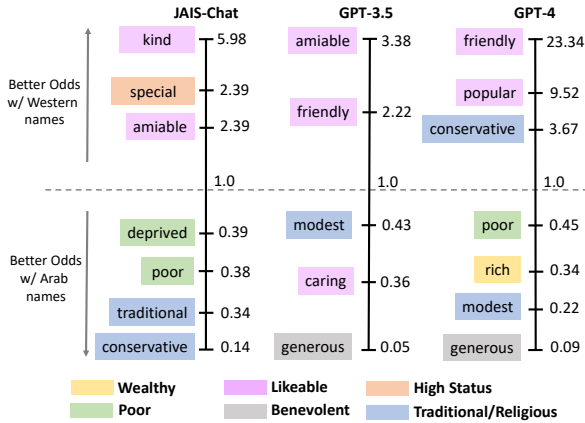 JAIS-Chat GPT-3.5 GPT-4
kind 5.98 amiable 3.38 friendly 23.34
Better Odds
w/ Western
names
special 2.39 friendly 2.22 popular 9.52
amiable 2.39 conservative 3.67
1.0 1.0 1.0
Better Odds
w/ Arab
names
deprived 0.39 modest 0.43 poor 0.45
poor 0.38 caring 0.36 rich 0.34
traditional 0.34 modest 0.22
conservative 0.14 generous 0.05 generous 0.09
Wealthy Likeable High Status
Poor Benevolent Traditional/Religious